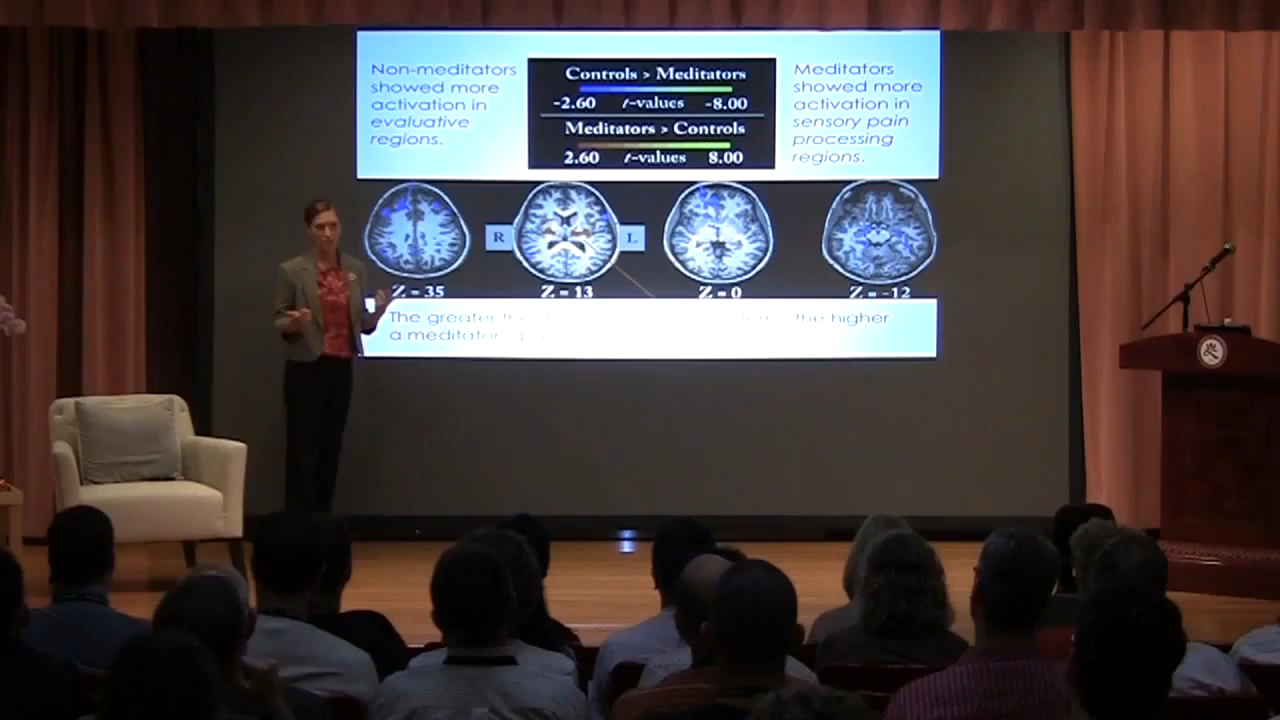 Non-meditators
showed more
activation in
evaluative
regions.
Controls > Meditators
-2.60 t-values -8.00
Meditators > Controls
2.60 t-values 8.00
Meditators
showed more
activation in
sensory pain
processing
regions.
R
L
Z = 35
Z = 13
Z = 0
Z = -12
The greater the higher
a meditator